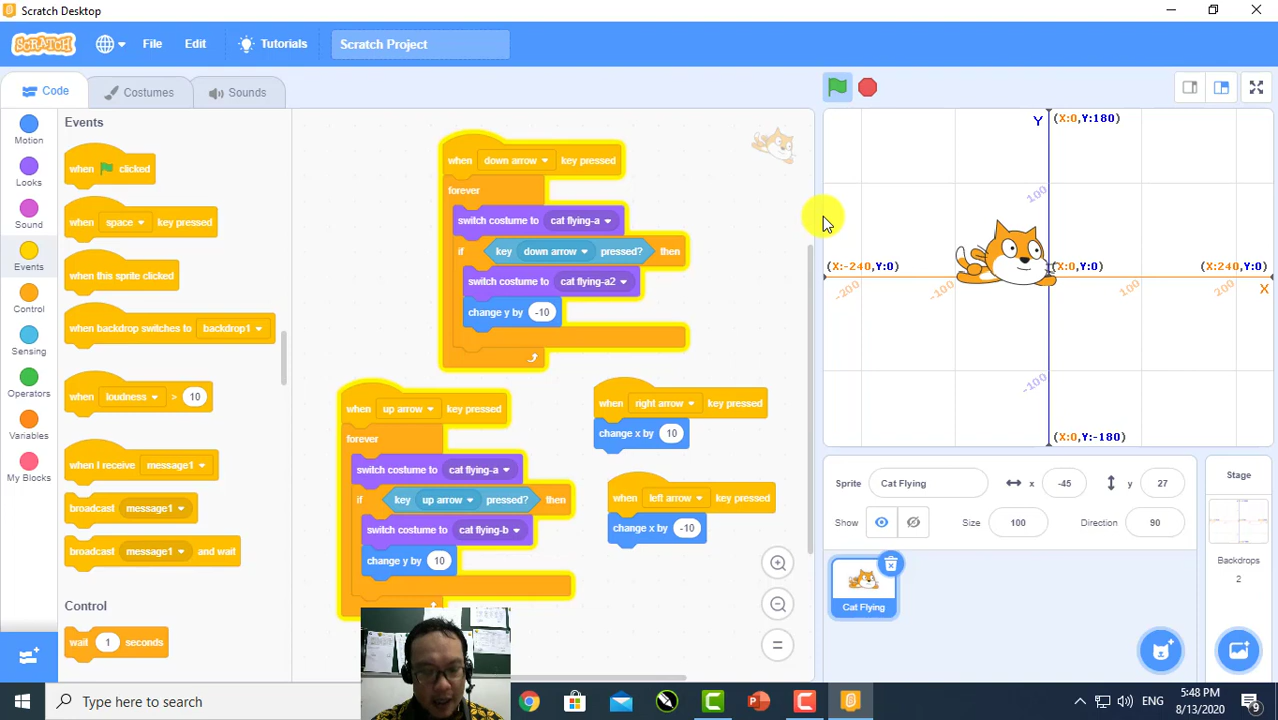 Scratch Desktop
SCRATCH File Edit Tutorials Scratch Project
Code Costumes Sounds
Motion
Looks
Sound
Events
Control
Sensing
Operators
Variables
My Blocks
Events
when clicked
when space key pressed
when this sprite clicked
when backdrop switches to backdrop1
when loudness > 10
when I receive message1
broadcast message1
broadcast message1 and wait
Control
wait 1 seconds
when down arrow key pressed
forever
switch costume to cat flying-a
if key down arrow pressed? then
switch costume to cat flying-a2
change y by -10
when up arrow key pressed
forever
switch costume to cat flying-a
if key up arrow pressed? then
switch costume to cat flying-b
change y by 10
when right arrow key pressed
change x by 10
when left arrow key pressed
change x by -10
Y (X:0,Y:180)
100
(X:-240,Y:0) (X:0,Y:0) (X:240,Y:0)
-200 -100 100 200 X
-100
(X:0,Y:-180)
Sprite Cat Flying x -45 y 27
Show Size 100 Direction 90
Cat Flying
Stage
Backdrops
2
Type here to search
ENG
5:48 PM
8/13/2020
9